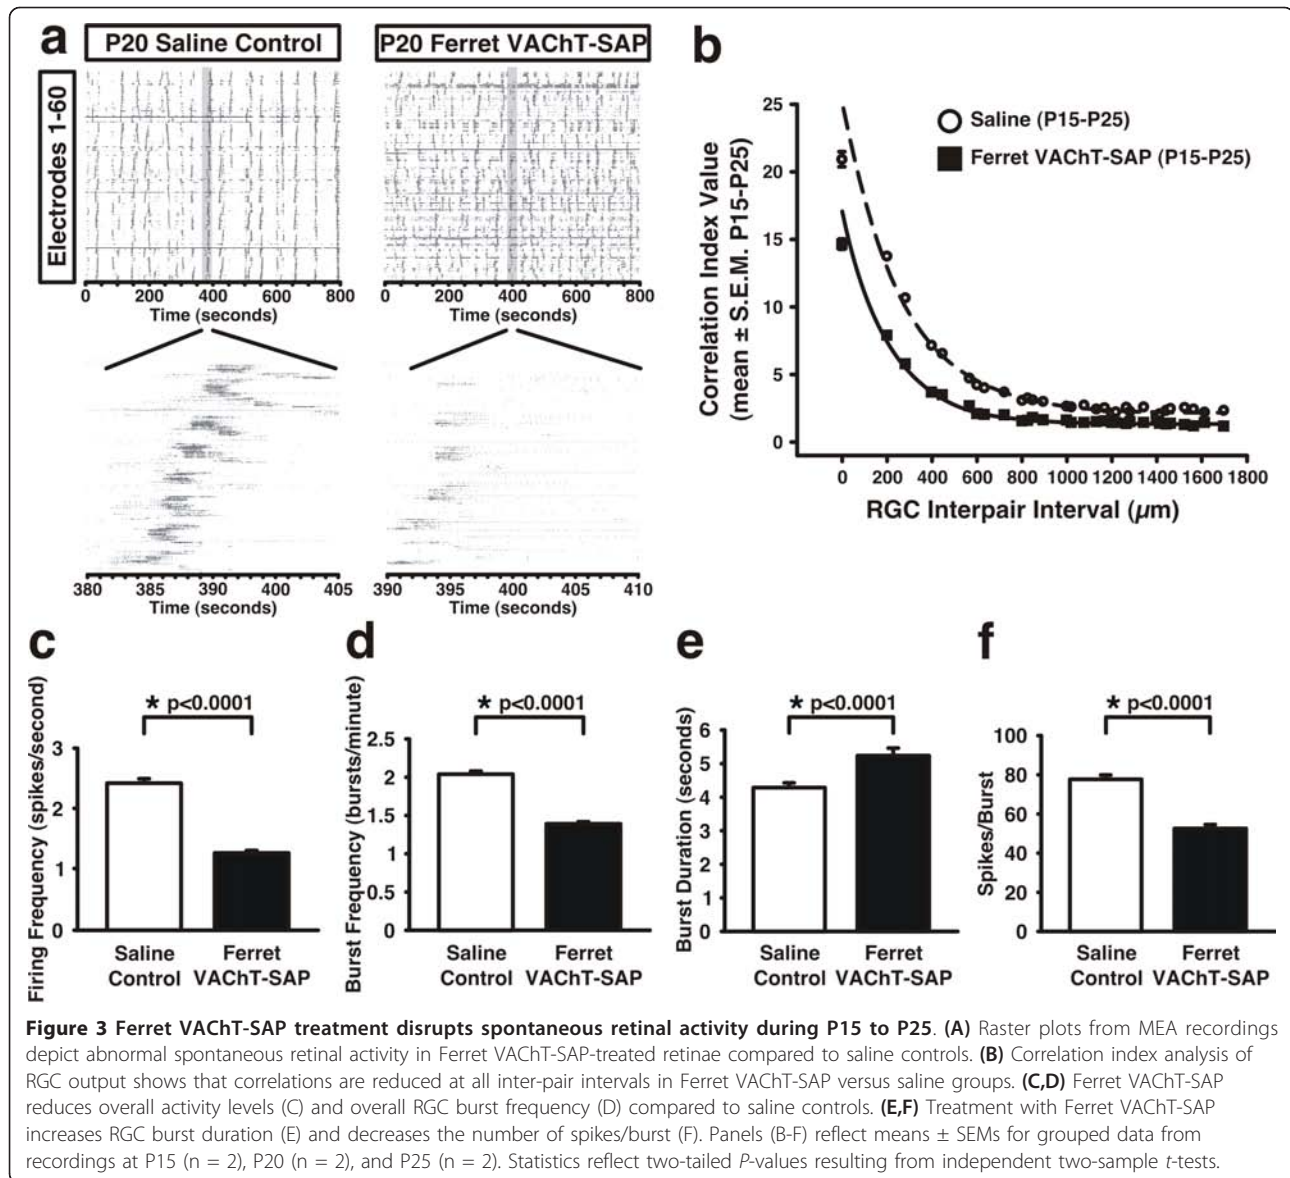 a
P20 Saline Control
P20 Ferret VAChT-SAP
Electrodes 1-60
0 200 400 600 800
Time (seconds)
0 200 400 600 800
Time (seconds)
380 385 390 400 405
Time (seconds)
390 395 400 405 410
Time (seconds)
b
Correlation Index Value
(mean ± S.E.M. P15-P25)
25
20
15
10
5
0
Saline (P15-P25)
Ferret VAChT-SAP (P15-P25)
0 200 400 600 800 1000 1200 1400 1600 1800
RGC Interpair Interval (µm)
c
Firing Frequency (spikes/second)
* p<0.0001
3
2
1
0
Saline
Control
Ferret
VAChT-SAP
d
Burst Frequency (bursts/minute)
* p<0.0001
2.5
2
1.5
1
0.5
0
Saline
Control
Ferret
VAChT-SAP
e
Burst Duration (seconds)
* p<0.0001
6
5
4
3
2
1
0
Saline
Control
Ferret
VAChT-SAP
f
Spikes/Burst
* p<0.0001
100
80
60
40
20
0
Saline
Control
Ferret
VAChT-SAP
Figure 3 Ferret VAChT-SAP treatment disrupts spontaneous retinal activity during P15 to P25. (A) Raster plots from MEA recordings
depict abnormal spontaneous retinal activity in Ferret VAChT-SAP-treated retinae compared to saline controls. (B) Correlation index analysis of
RGC output shows that correlations are reduced at all inter-pair intervals in Ferret VAChT-SAP versus saline groups. (C,D) Ferret VAChT-SAP
reduces overall activity levels (C) and overall RGC burst frequency (D) compared to saline controls. (E,F) Treatment with Ferret VAChT-SAP
increases RGC burst duration (E) and decreases the number of spikes/burst (F). Panels (B-F) reflect means ± SEMs for grouped data from
recordings at P15 (n = 2), P20 (n = 2), and P25 (n = 2). Statistics reflect two-tailed P-values resulting from independent two-sample t-tests.